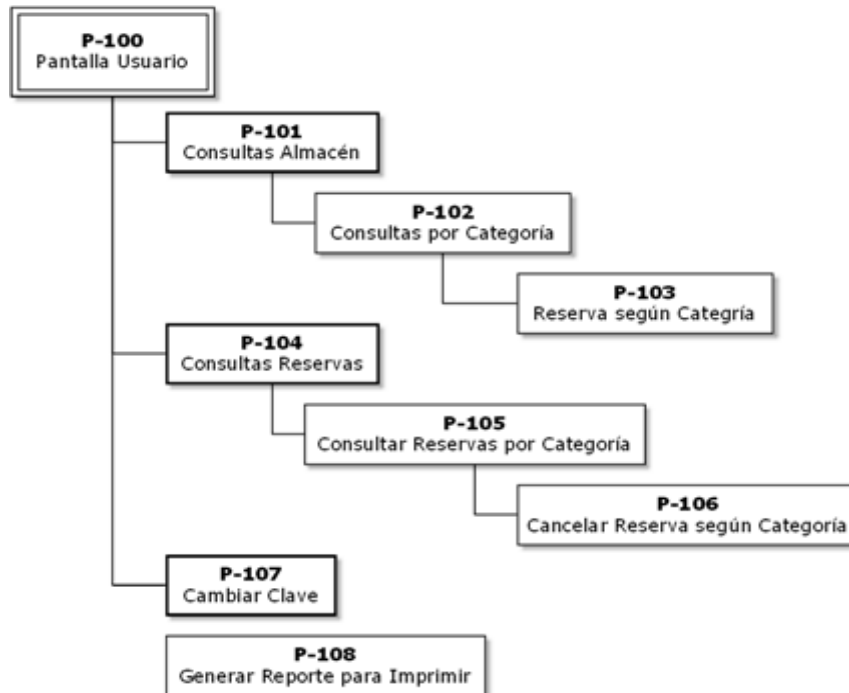 P-100
Pantalla Usuario
P-101
Consultas Almacén
P-102
Consultas por Categoría
P-103
Reserva según Categría
P-104
Consultas Reservas
P-105
Consultar Reservas por Categoría
P-106
Cancelar Reserva según Categoría
P-107
Cambiar Clave
P-108
Generar Reporte para Imprimir